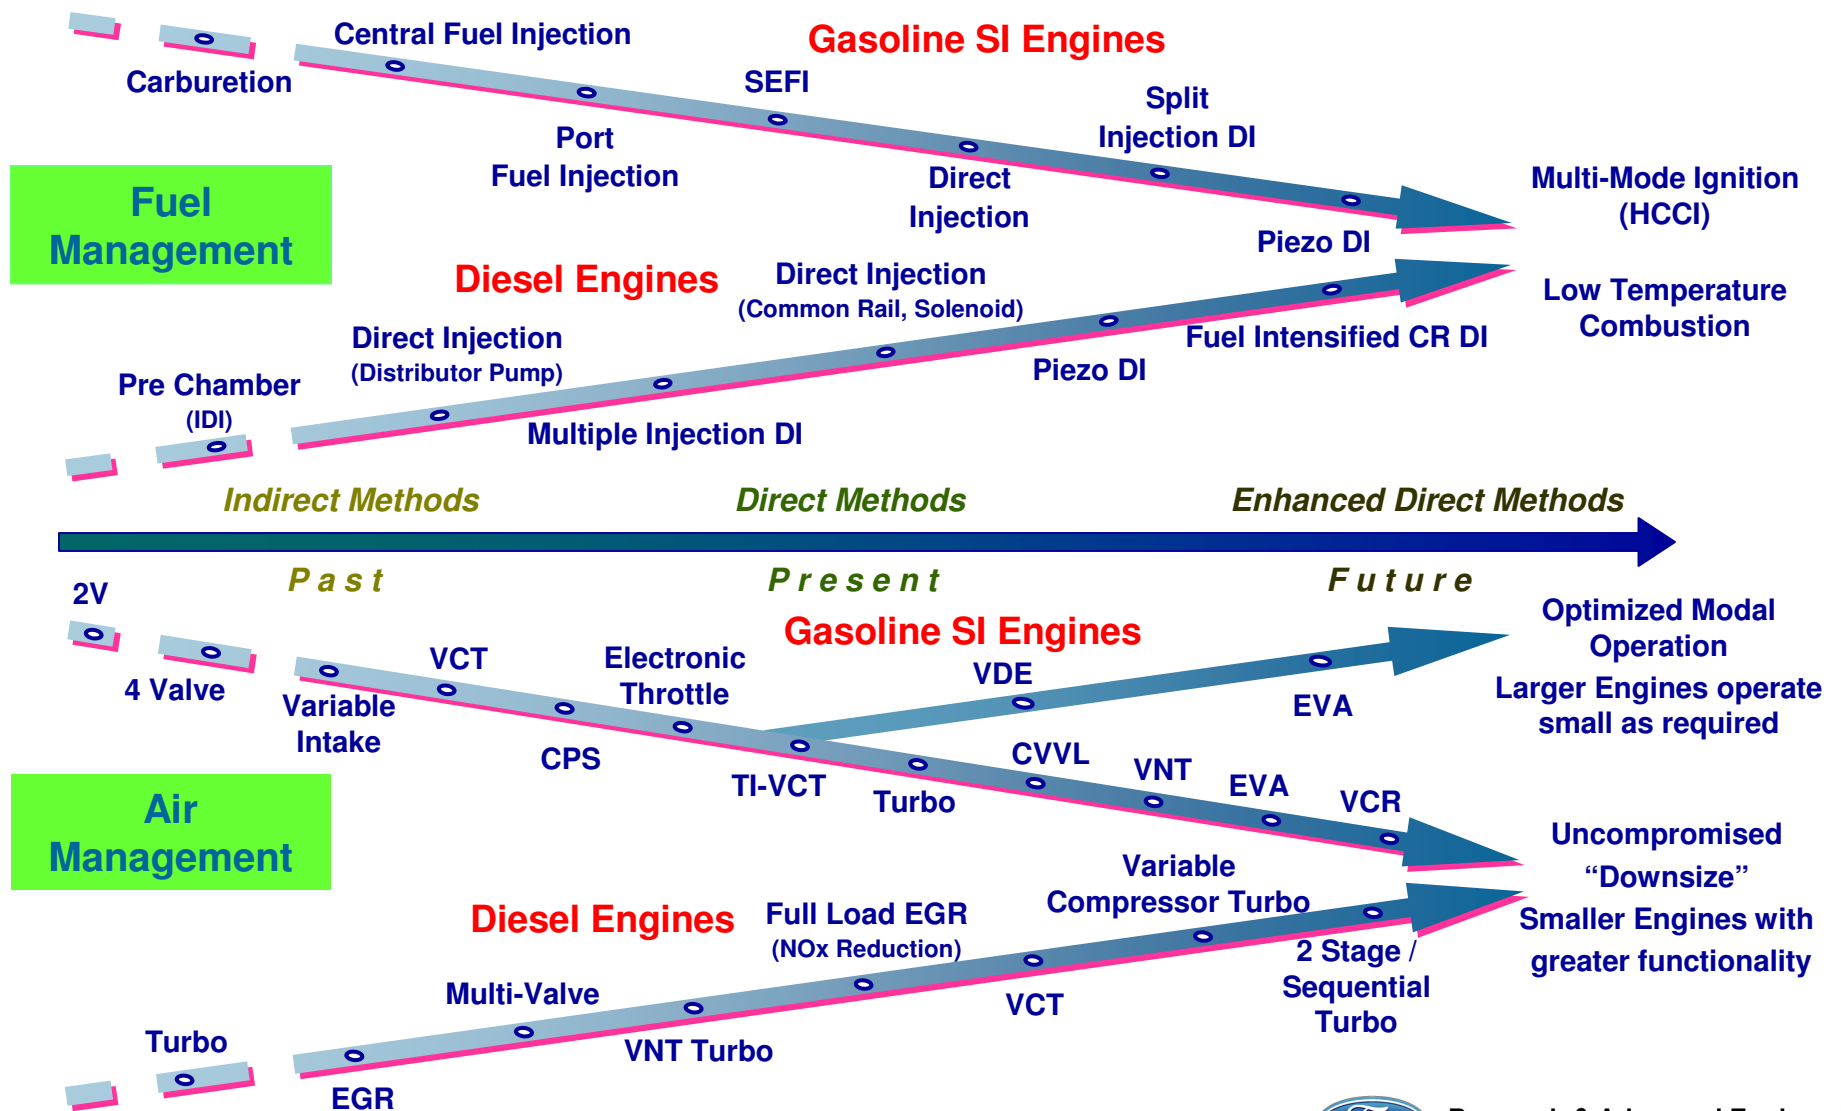 Central Fuel Injection
Gasoline SI Engines
Carburetion
SEFI
Split
Injection DI
Port
Fuel Injection
Direct
Injection
Multi-Mode Ignition
(HCCI)
Fuel
Management
Piezo DI
Diesel Engines
Direct Injection
(Common Rail, Solenoid)
Low Temperature
Combustion
Direct Injection
(Distributor Pump)
Fuel Intensified CR DI
Piezo DI
Pre Chamber
(IDI)
Multiple Injection DI
Indirect Methods
Direct Methods
Enhanced Direct Methods
Past
Present
Future
2V
Gasoline SI Engines
Optimized Modal
Operation
Larger Engines operate
small as required
4 Valve
Variable
Intake
VCT
CPS
Electronic
Throttle
VDE
EVA
TI-VCT
Turbo
CVVL
VNT
EVA
VCR
Air
Management
Uncompromised
“Downsize”
Smaller Engines with
greater functionality
Diesel Engines
Full Load EGR
(NOx Reduction)
Variable
Compressor Turbo
2 Stage /
Sequential
Turbo
Multi-Valve
VCT
Turbo
VNT Turbo
EGR